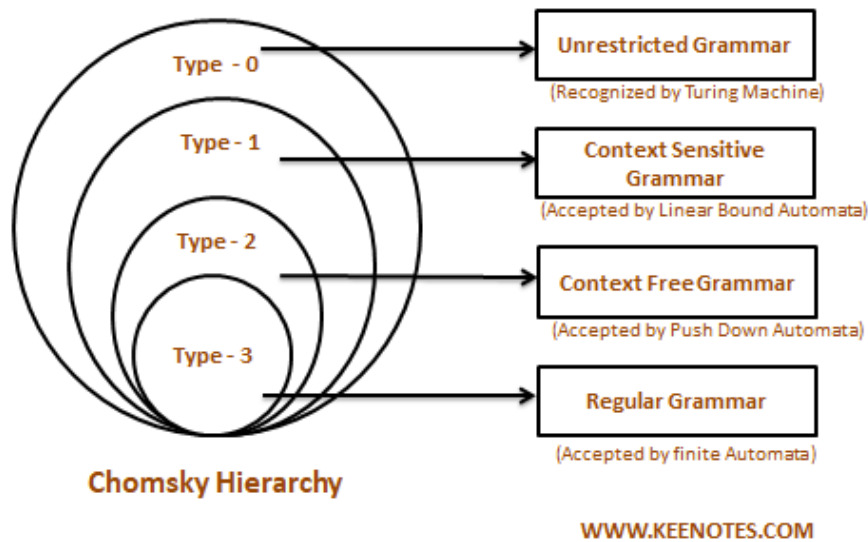 Type - 0
Unrestricted Grammar
(Recognized by Turing Machine)
Type - 1
Context Sensitive
Grammar
(Accepted by Linear Bound Automata)
Type - 2
Context Free Grammar
(Accepted by Push Down Automata)
Type - 3
Regular Grammar
(Accepted by finite Automata)
Chomsky Hierarchy
WWW.KEENOTES.COM